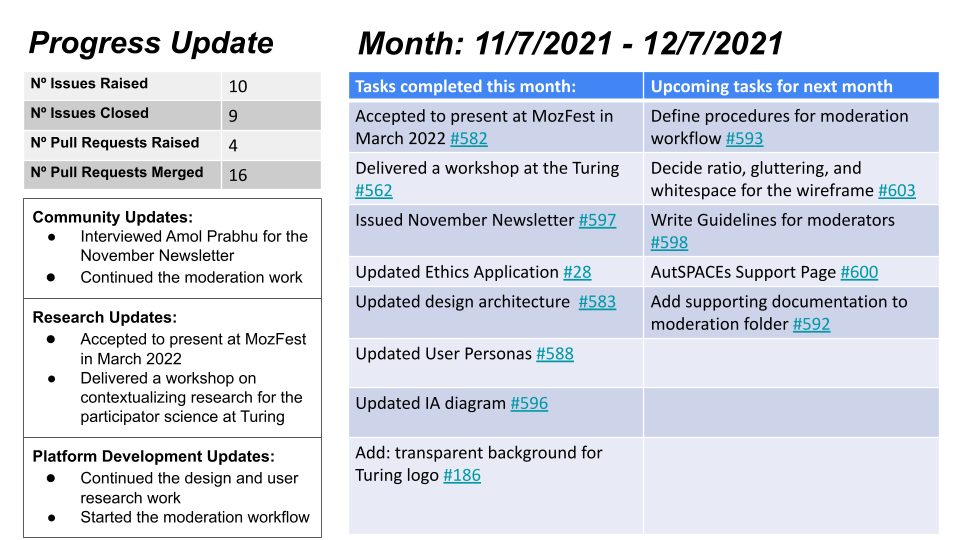 Progress Update
Month: 11/7/2021 - 12/7/2021
Nº Issues Raised 10
Nº Issues Closed 9
Nº Pull Requests Raised 4
Nº Pull Requests Merged 16
Community Updates:
● Interviewed Amol Prabhu for the
November Newsletter
● Continued the moderation work
Research Updates:
● Accepted to present at MozFest
in March 2022
● Delivered a workshop on
contextualizing research for the
participator science at Turing
Platform Development Updates:
● Continued the design and user
research work
● Started the moderation workflow
Tasks completed this month:
Upcoming tasks for next month
Accepted to present at MozFest in
March 2022 #582
Define procedures for moderation
workflow #593
Delivered a workshop at the Turing
#562
Decide ratio, gluttering, and
whitespace for the wireframe #603
Issued November Newsletter #597
Write Guidelines for moderators
#598
Updated Ethics Application #28
AutSPACEs Support Page #600
Updated design architecture #583
Add supporting documentation to
moderation folder #592
Updated User Personas #588
Updated IA diagram #596
Add: transparent background for
Turing logo #186